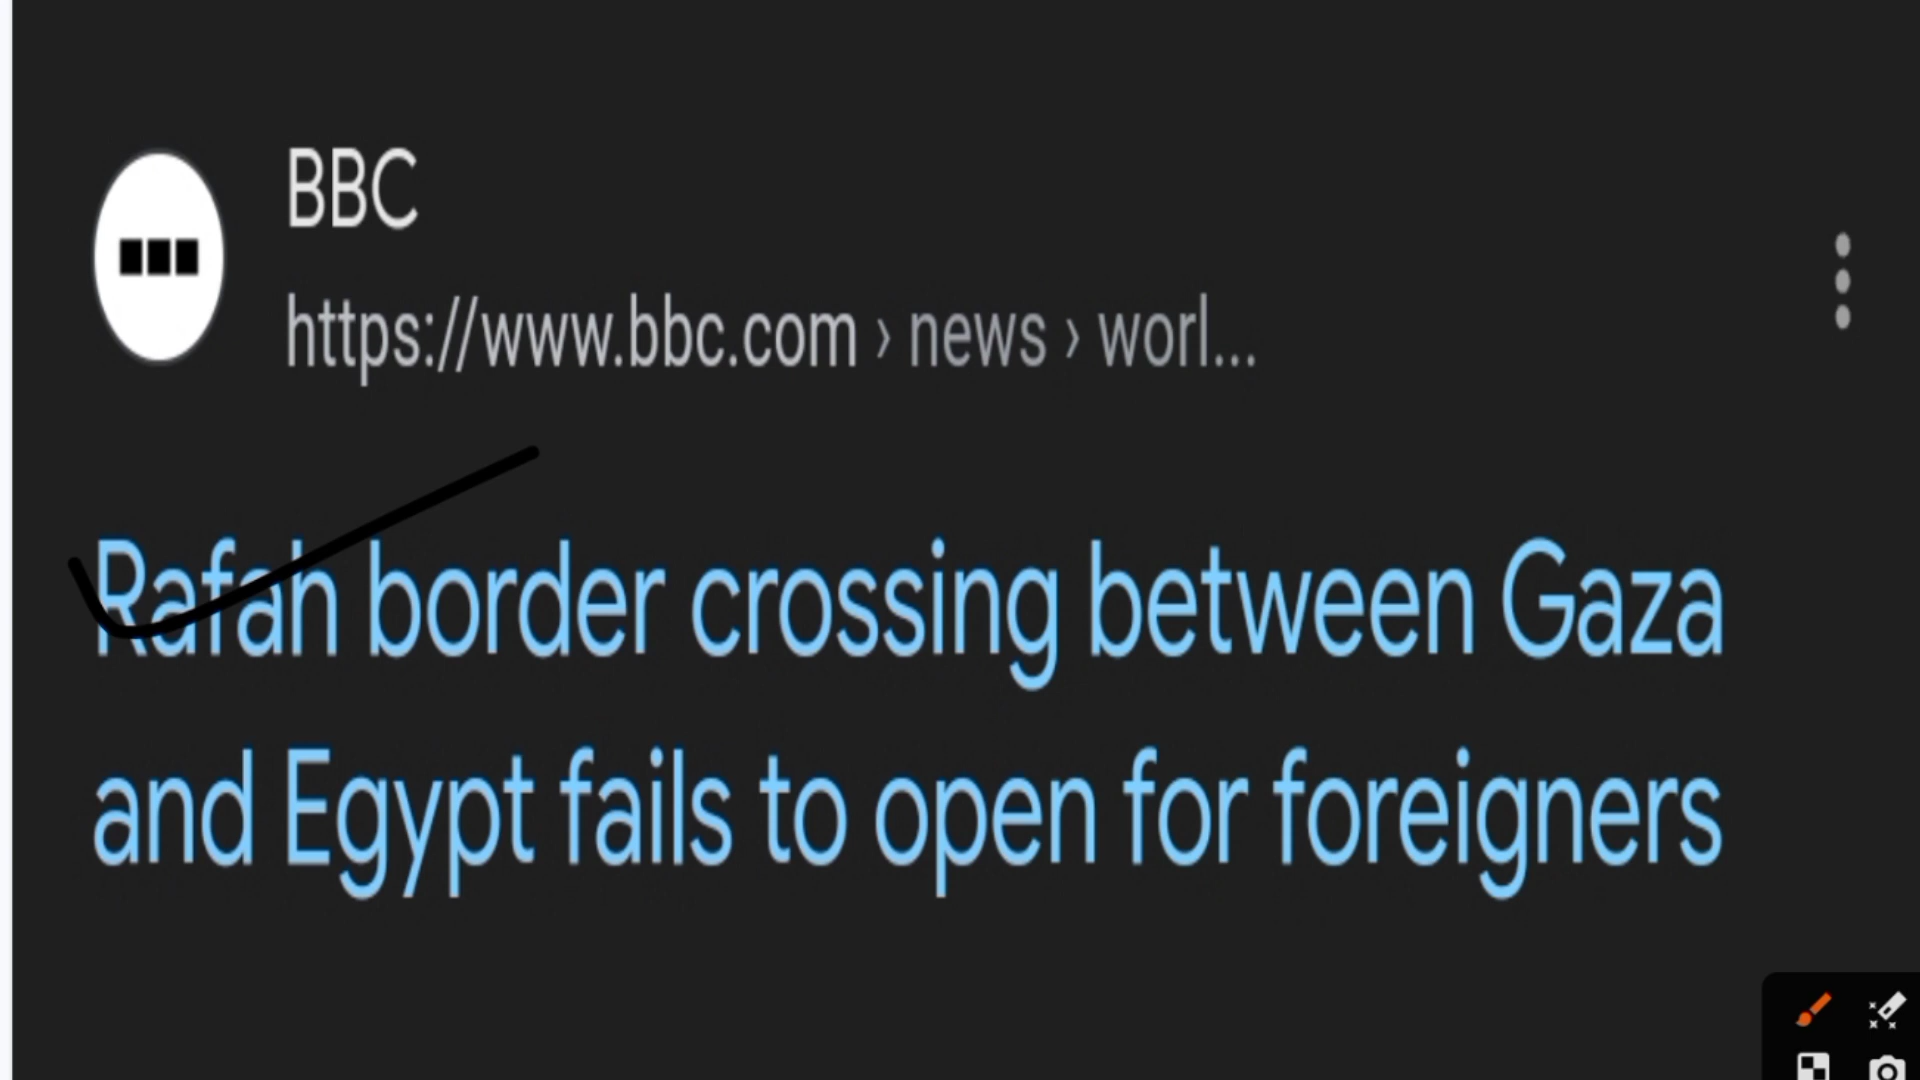 BBC
https://www.bbc.com › news › worl...
Rafah border crossing between Gaza
and Egypt fails to open for foreigners